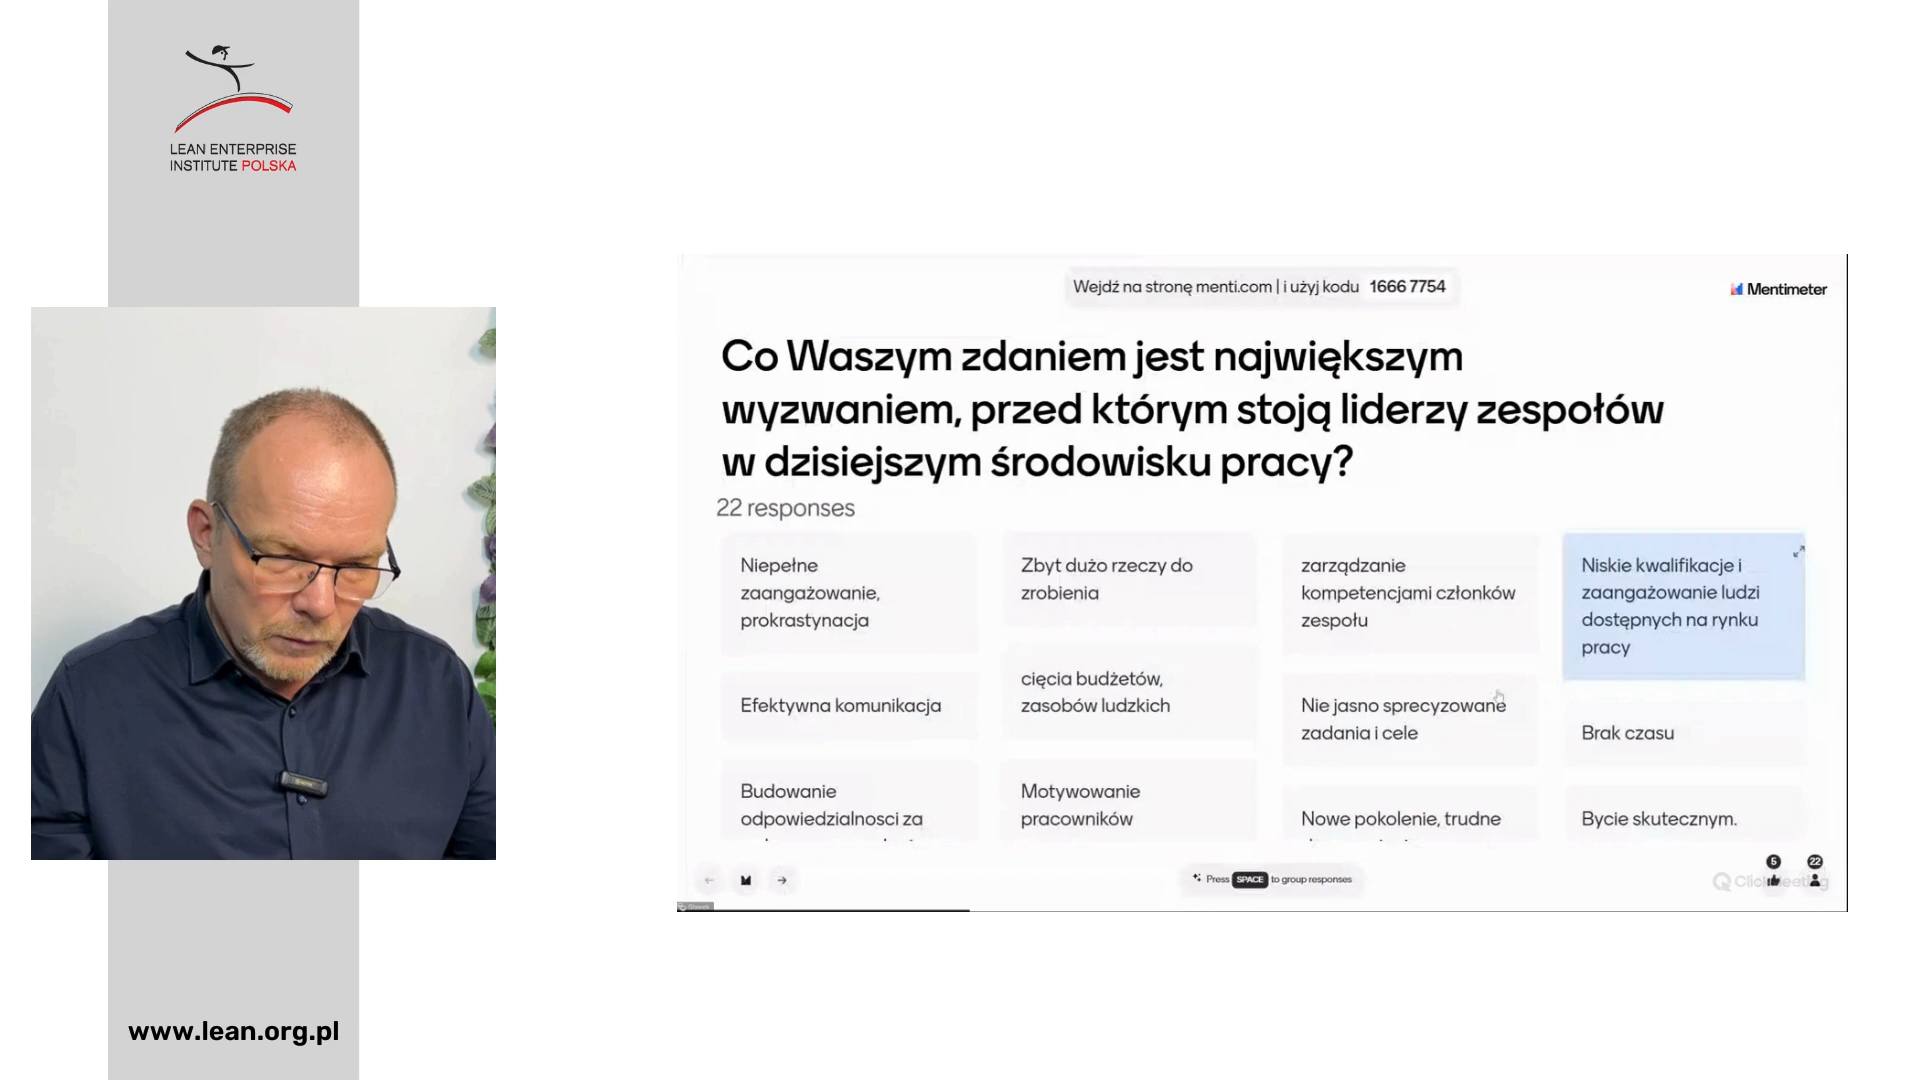 LEAN ENTERPRISE
INSTITUTE POLSKA
www.lean.org.pl
Wejdź na stronę menti.com | i użyj kodu 1666 7754
Mentimeter
Co Waszym zdaniem jest największym
wyzwaniem, przed którym stoją liderzy zespołów
w dzisiejszym środowisku pracy?
22 responses
Niepełne
zaangażowanie,
prokrastynacja
Efektywna komunikacja
Budowanie
odpowiedzialnosci za
Zbyt dużo rzeczy do
zrobienia
cięcia budżetów,
zasobów ludzkich
Motywowanie
pracowników
zarządzanie
kompetencjami członków
zespołu
Nie jasno sprecyzowane
zadania i cele
Nowe pokolenie, trudne
Niskie kwalifikacje i
zaangażowanie ludzi
dostępnych na rynku
pracy
Brak czasu
Bycie skutecznym.
Press SPACE to group responses
5
22
ClickMeeting